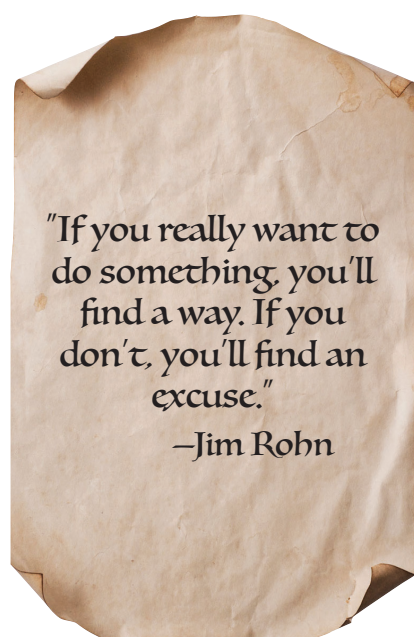 "If you really want to
do something, you'll
find a way. If you
don't, you'll find an
excuse."
—Jim Rohn